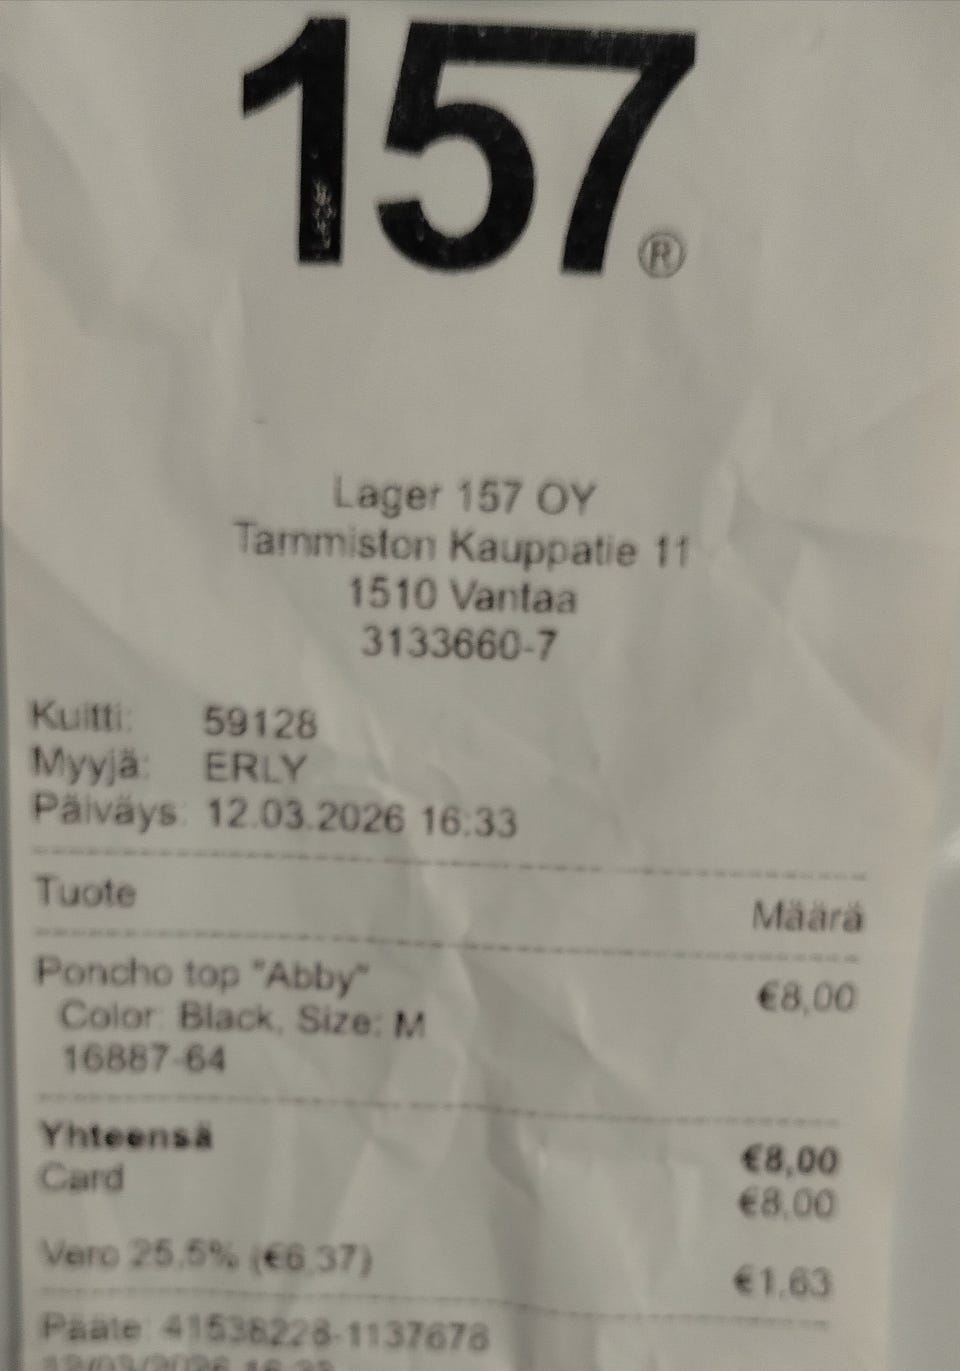 157®
Lager 157 OY
Tammiston Kauppatie 11
1510 Vantaa
3133660-7
Kuitti: 59128
Myyjä: ERLY
Päiväys: 12.03.2026 16:33
Tuote Määrä
Poncho top "Abby" €8,00
Color: Black, Size: M
16887-64
Yhteensä €8,00
Card €8,00
Vero 25,5% (€6,37) €1,63
Pääte: 41538228-1137678